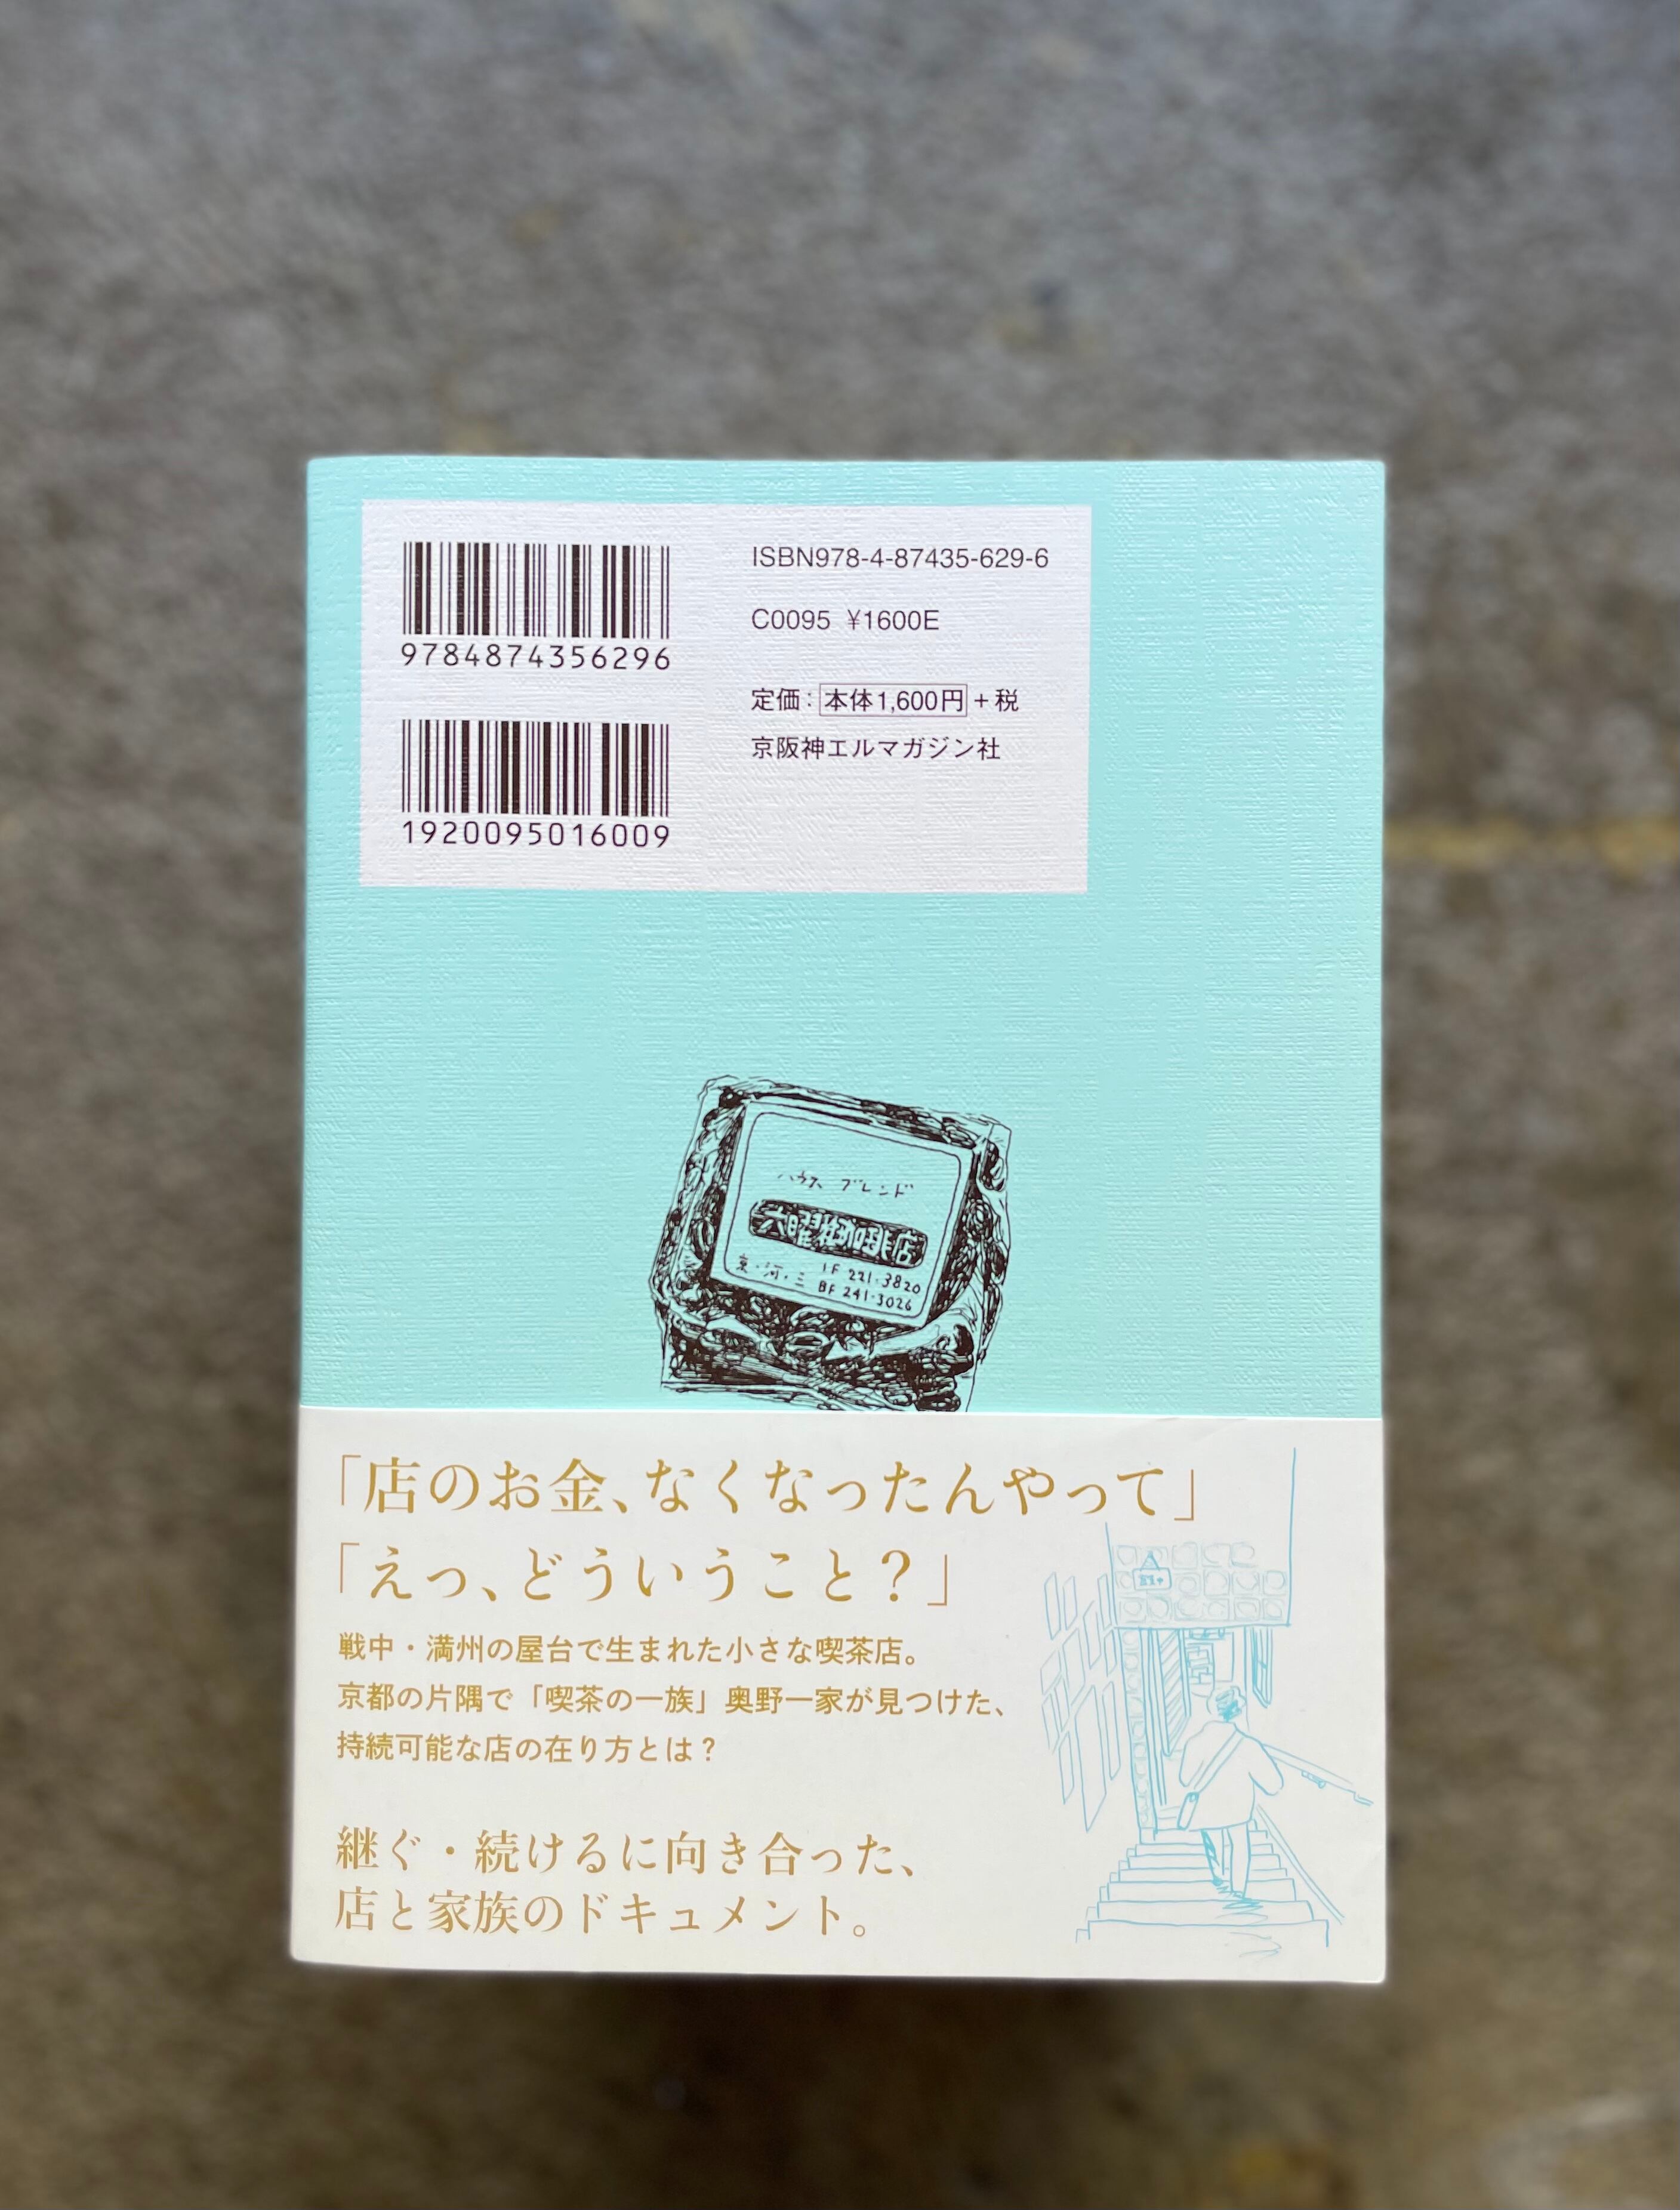 9784874356296
1920095016009
ISBN978-4-87435-629-6
C0095 ¥1600E
定価：本体1,600円+税
京阪神エルマガジン社
ハウス ブレンド
六曜社珈琲店
京・河・三 1F 221・3820
BF 241・3026
「店のお金、なくなったんやって」
「えっ、どういうこと？」
戦中・満州の屋台で生まれた小さな喫茶店。
京都の片隅で「喫茶の一族」奥野一家が見つけた、
持続可能な店の在り方とは？
継ぐ・続けるに向き合った、
店と家族のドキュメント。